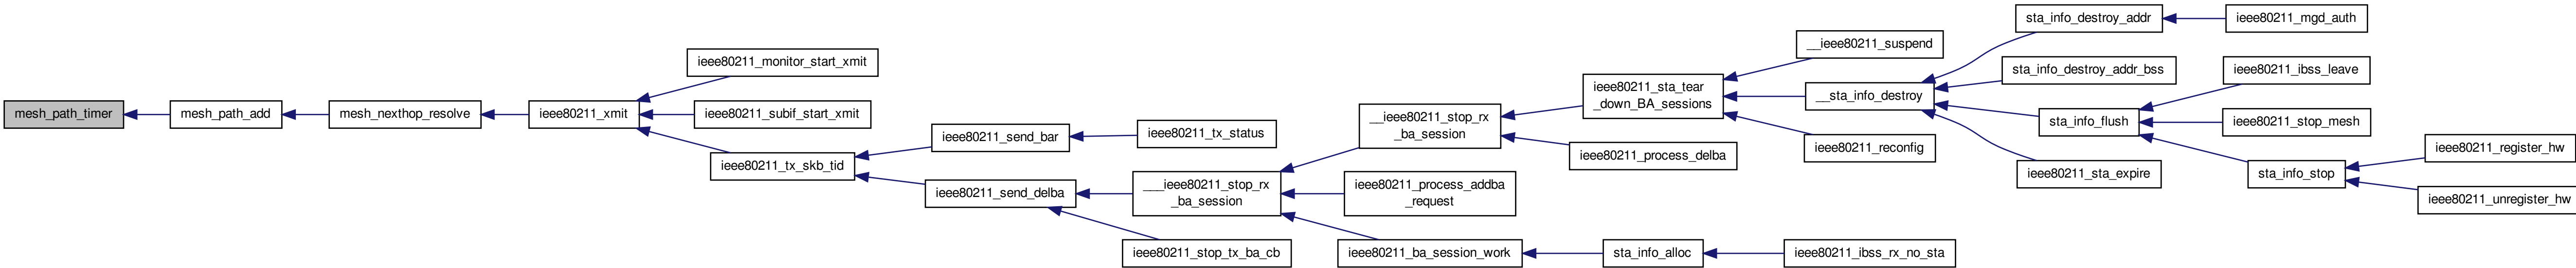 mesh_path_timer
mesh_path_add
mesh_nexthop_resolve
ieee80211_xmit
ieee80211_monitor_start_xmit
ieee80211_subif_start_xmit
ieee80211_tx_skb_tid
ieee80211_send_bar
ieee80211_tx_status
ieee80211_send_delba
___ieee80211_stop_rx
_ba_session
__ieee80211_stop_rx
_ba_session
ieee80211_sta_tear
_down_BA_sessions
__ieee80211_suspend
__sta_info_destroy
sta_info_destroy_addr
ieee80211_mgd_auth
sta_info_destroy_addr_bss
sta_info_flush
ieee80211_ibss_leave
ieee80211_stop_mesh
sta_info_stop
ieee80211_register_hw
ieee80211_unregister_hw
ieee80211_sta_expire
ieee80211_reconfig
ieee80211_process_delba
ieee80211_process_addba
_request
ieee80211_ba_session_work
sta_info_alloc
ieee80211_ibss_rx_no_sta
ieee80211_stop_tx_ba_cb